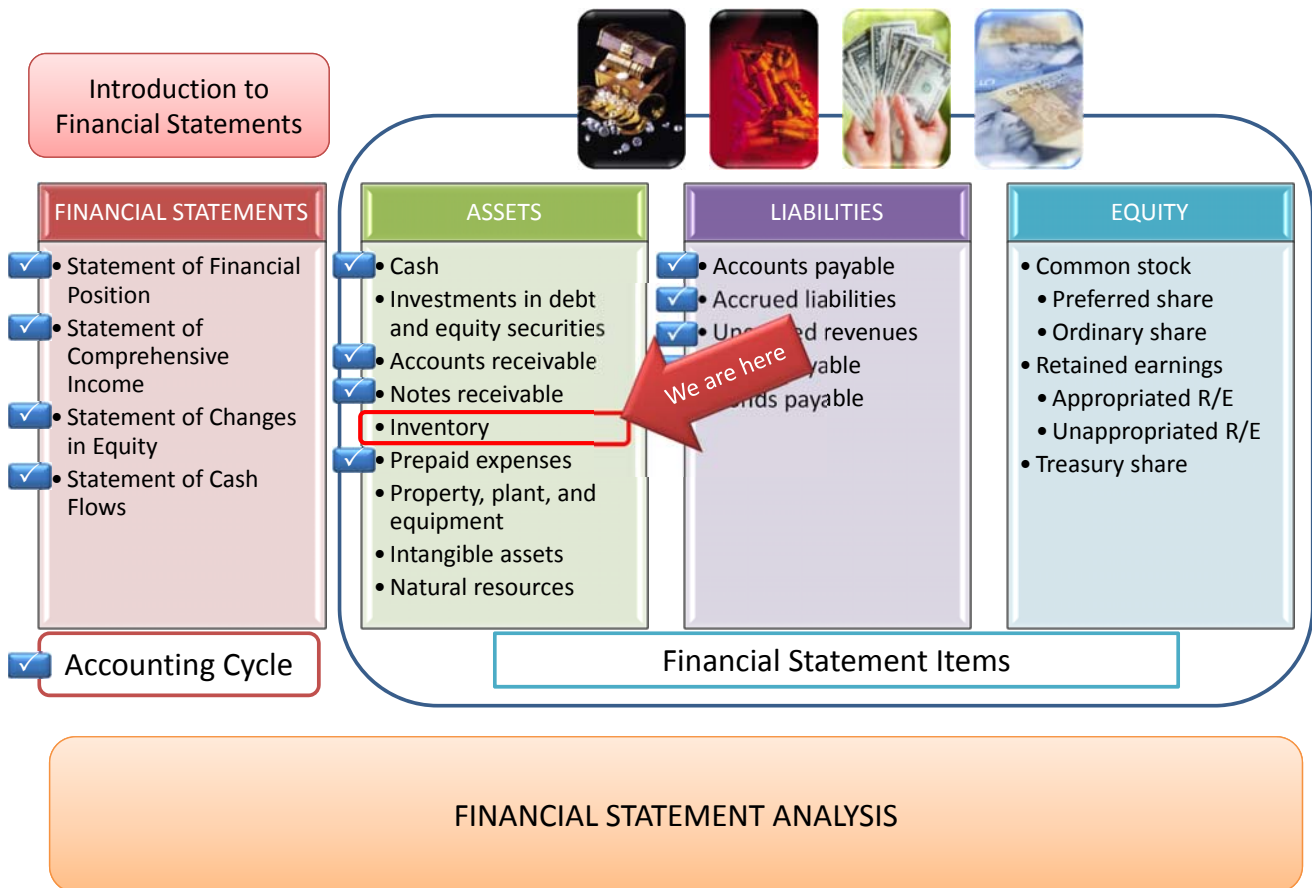 Introduction to
Financial Statements
FINANCIAL STATEMENTS
• Statement of Financial
Position
• Statement of
Comprehensive
Income
• Statement of Changes
in Equity
• Statement of Cash
Flows
Accounting Cycle
ASSETS
• Cash
• Investments in debt
and equity securities
• Accounts receivable
• Notes receivable
• Inventory
• Prepaid expenses
• Property, plant, and
equipment
• Intangible assets
• Natural resources
LIABILITIES
• Accounts payable
• Accrued liabilities
revenues
payable
We are here
EQUITY
• Common stock
• Preferred share
• Ordinary share
• Retained earnings
• Appropriated R/E
• Unappropriated R/E
• Treasury share
Financial Statement Items
FINANCIAL STATEMENT ANALYSIS